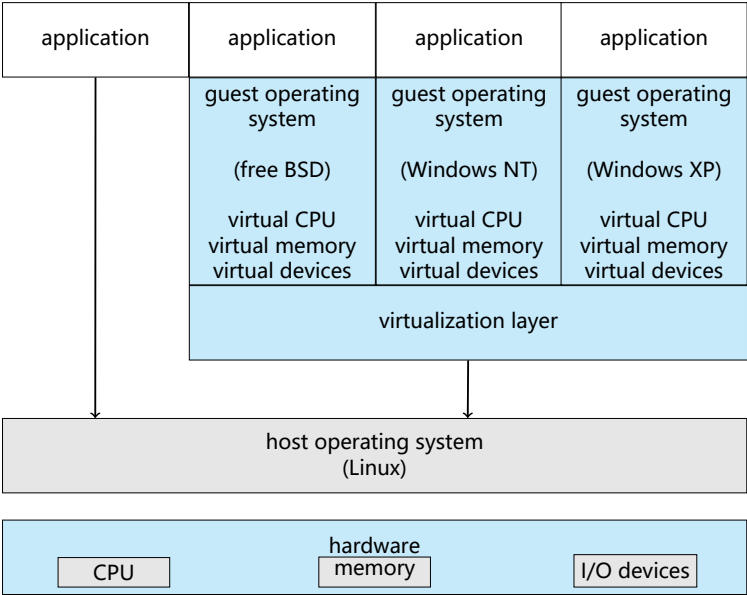 application
application
application
application
guest operating
system
(free BSD)
virtual CPU
virtual memory
virtual devices
guest operating
system
(Windows NT)
virtual CPU
virtual memory
virtual devices
guest operating
system
(Windows XP)
virtual CPU
virtual memory
virtual devices
virtualization layer
host operating system
(Linux)
hardware
CPU
memory
I/O devices